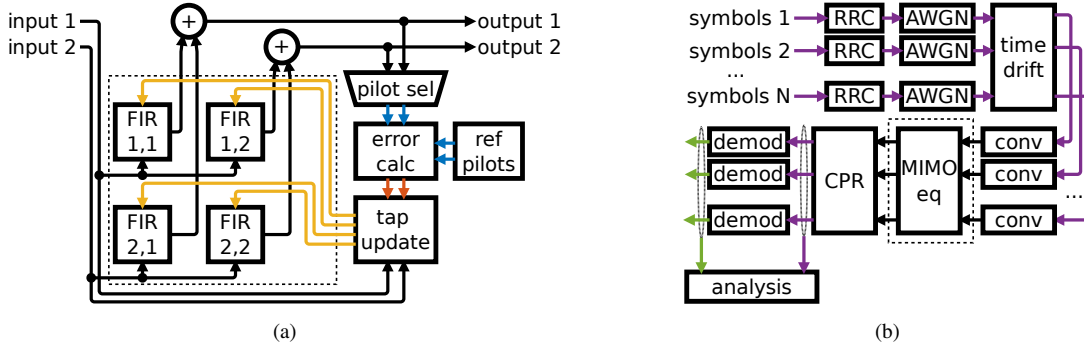 input 1
input 2
+
+
output 1
output 2
pilot sel
FIR
1,1
FIR
1,2
error
calc
ref
pilots
FIR
2,1
FIR
2,2
tap
update
(a)
symbols 1
RRC
AWGN
symbols 2
RRC
AWGN
...
symbols N
RRC
AWGN
time
drift
demod
demod
demod
CPR
MIMO
eq
conv
conv
...
conv
analysis
(b)